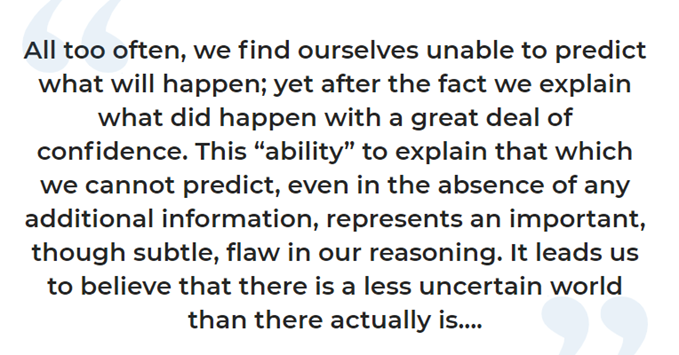 All too often, we find ourselves unable to predict
what will happen; yet after the fact we explain
what did happen with a great deal of
confidence. This “ability” to explain that which
we cannot predict, even in the absence of any
additional information, represents an important,
though subtle, flaw in our reasoning. It leads us
to believe that there is a less uncertain world
than there actually is....